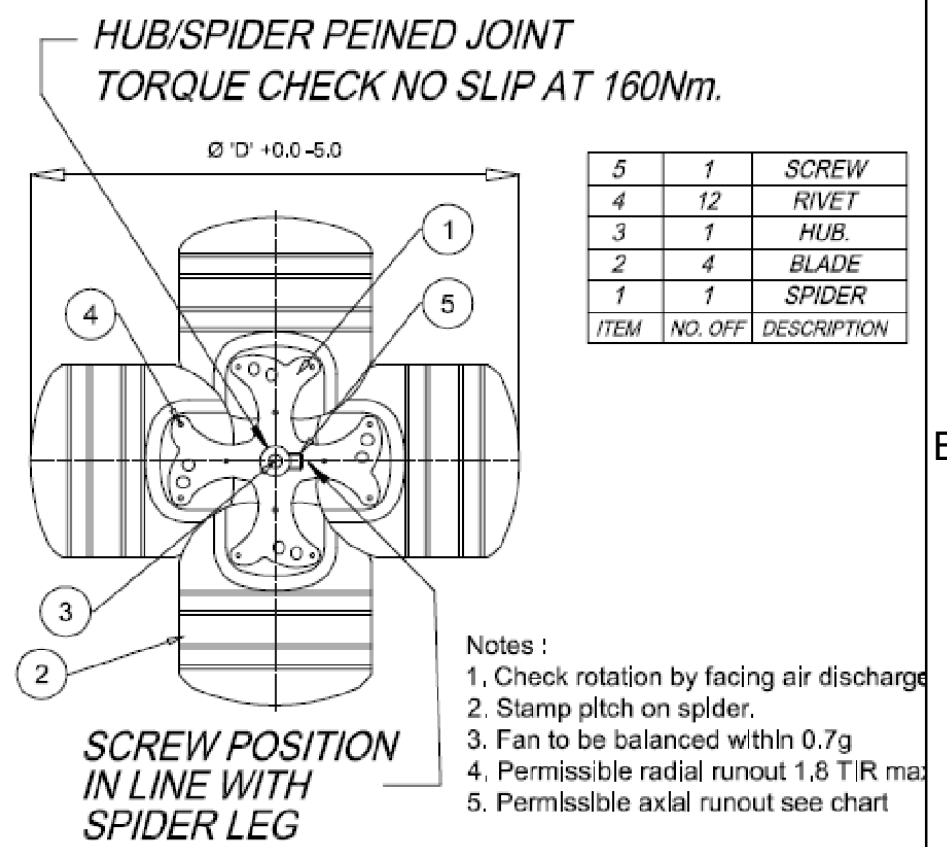 HUB/SPIDER PEINED JOINT
TORQUE CHECK NO SLIP AT 160Nm.
Ø 'D' +0.0 -5.0
5 1 SCREW
4 12 RIVET
3 1 HUB.
2 4 BLADE
1 1 SPIDER
ITEM NO. OFF DESCRIPTION
1
5
4
3
2
E
Notes :
1. Check rotation by facing air discharge
2. Stamp pitch on spider.
3. Fan to be balanced within 0.7g
4. Permissible radial runout 1.8 TIR max
5. Permissible axial runout see chart
SCREW POSITION
IN LINE WITH
SPIDER LEG